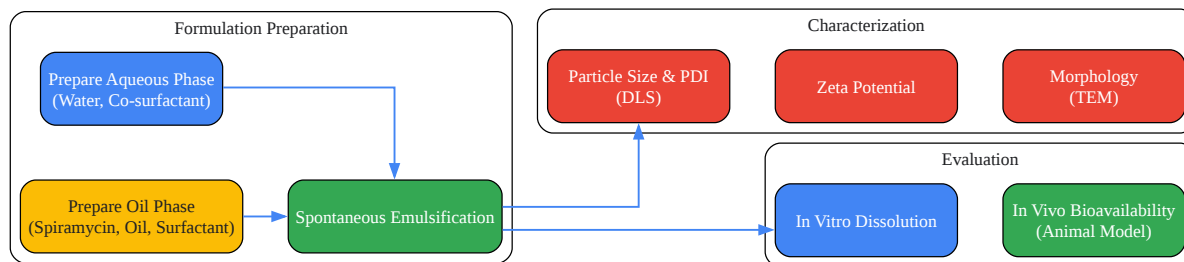 Formulation Preparation
Prepare Aqueous Phase
(Water, Co-surfactant)
Prepare Oil Phase
(Spiramycin, Oil, Surfactant)
Spontaneous Emulsification
Characterization
Particle Size & PDI
(DLS)
Zeta Potential
Morphology
(TEM)
Evaluation
In Vitro Dissolution
In Vivo Bioavailability
(Animal Model)